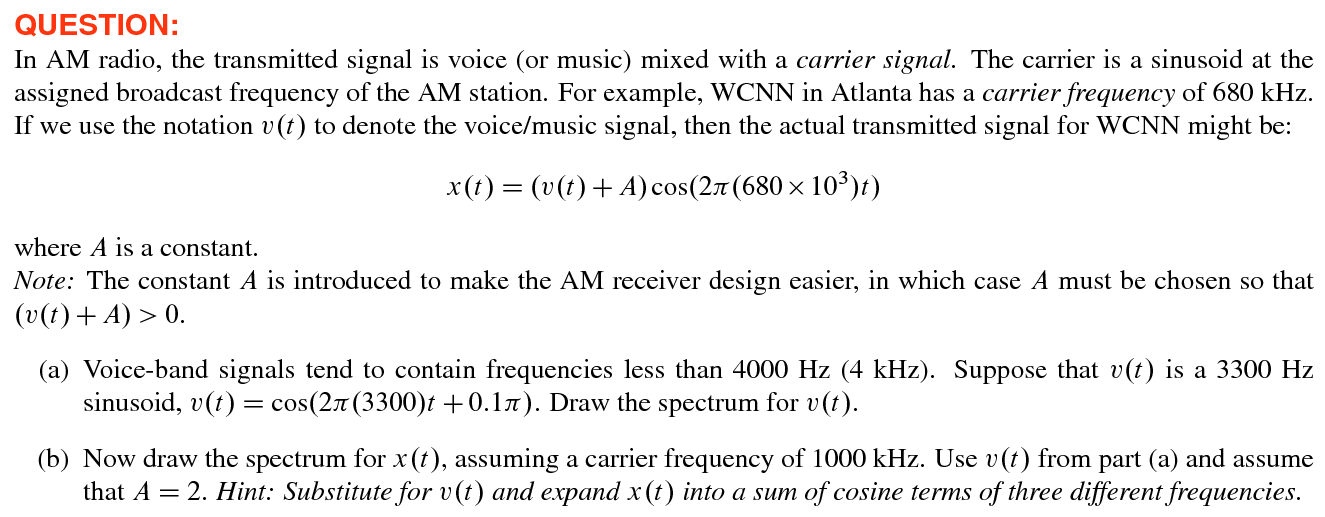 QUESTION:
In AM radio, the transmitted signal is voice (or music) mixed with a carrier signal. The carrier is a sinusoid at the
assigned broadcast frequency of the AM station. For example, WCNN in Atlanta has a carrier frequency of 680 kHz.
If we use the notation v(t) to denote the voice/music signal, then the actual transmitted signal for WCNN might be:
x(t) = (v(t) + A) cos(2π(680 × 10³)t)
where A is a constant.
Note: The constant A is introduced to make the AM receiver design easier, in which case A must be chosen so that
(v(t) + A) > 0.
(a) Voice-band signals tend to contain frequencies less than 4000 Hz (4 kHz). Suppose that v(t) is a 3300 Hz
sinusoid, v(t) = cos(2π(3300)t + 0.1π). Draw the spectrum for v(t).
(b) Now draw the spectrum for x(t), assuming a carrier frequency of 1000 kHz. Use v(t) from part (a) and assume
that A = 2. Hint: Substitute for v(t) and expand x(t) into a sum of cosine terms of three different frequencies.